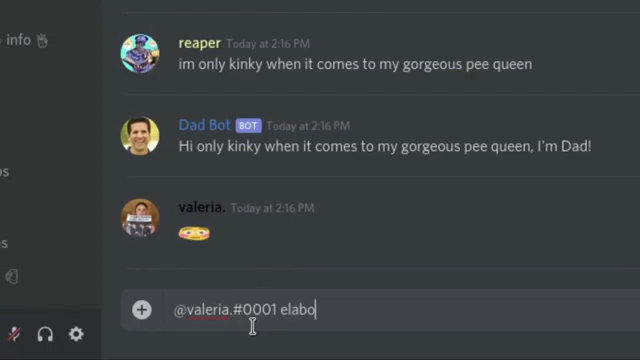 info
reaper Today at 2:16 PM
im only kinky when it comes to my gorgeous pee queen
Dad Bot BOT Today at 2:16 PM
Hi only kinky when it comes to my gorgeous pee queen, I'm Dad!
valeria. Today at 2:16 PM
@valeria.#0001 elabo